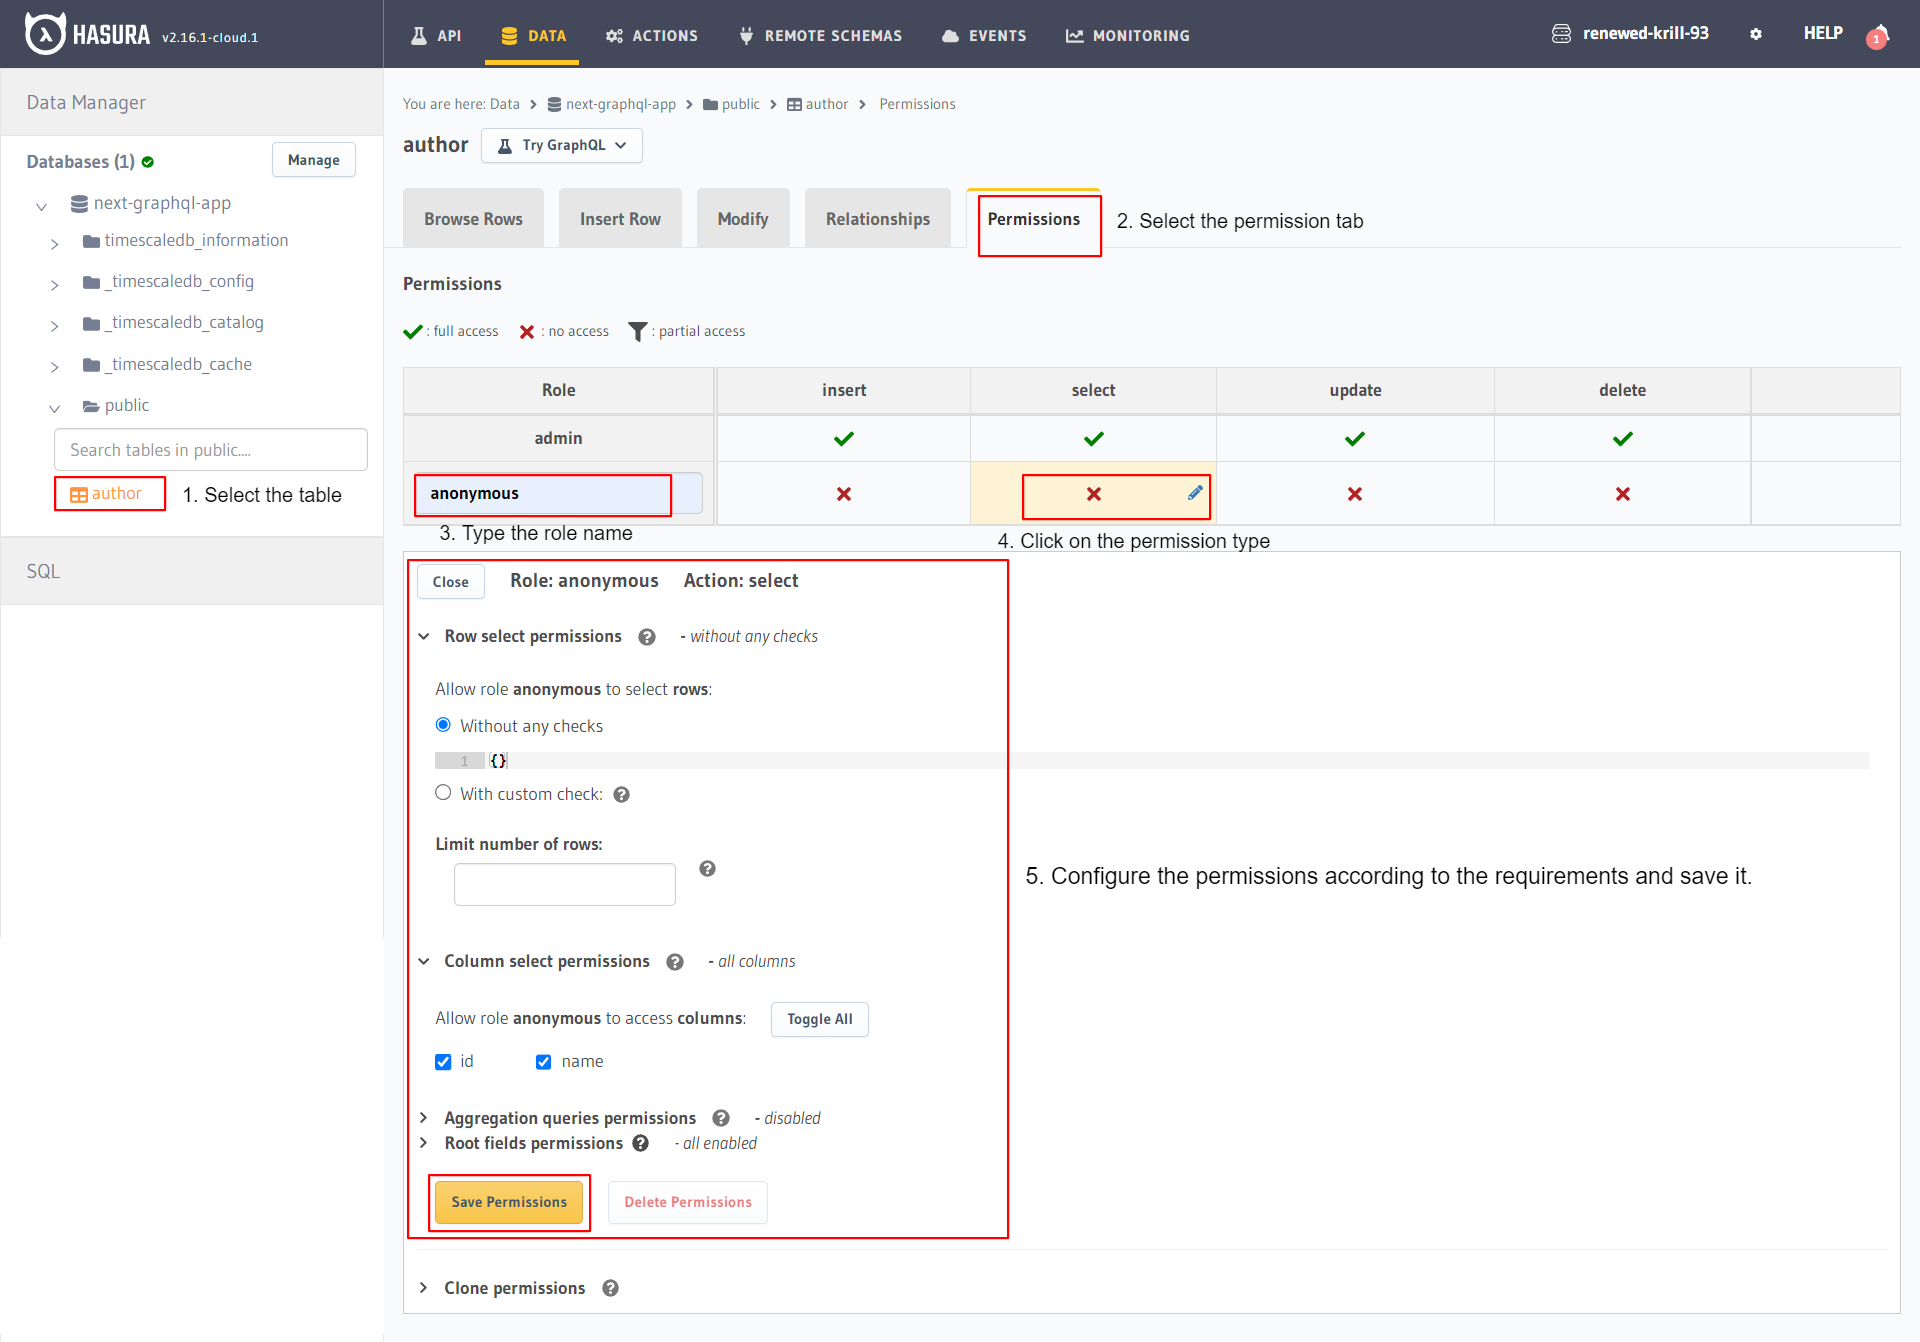 HASURA v2.16.1-cloud.1
API DATA ACTIONS REMOTE SCHEMAS EVENTS MONITORING
renewed-krill-93 HELP 1
Data Manager
Databases (1) Manage
next-graphql-app
timescaledb_information
_timescaledb_config
_timescaledb_catalog
_timescaledb_cache
public
Search tables in public....
author 1. Select the table
SQL
You are here: Data > next-graphql-app > public > author > Permissions
author Try GraphQL
Browse Rows Insert Row Modify Relationships Permissions 2. Select the permission tab
Permissions
: full access : no access : partial access
Role insert select update delete
admin
anonymous
3. Type the role name
4. Click on the permission type
Close Role: anonymous Action: select
Row select permissions ? - without any checks
Allow role anonymous to select rows:
Without any checks
1 {}
With custom check: ?
Limit number of rows:
?
5. Configure the permissions according to the requirements and save it.
Column select permissions ? - all columns
Allow role anonymous to access columns: Toggle All
id name
Aggregation queries permissions ? - disabled
Root fields permissions ? - all enabled
Save Permissions Delete Permissions
Clone permissions ?